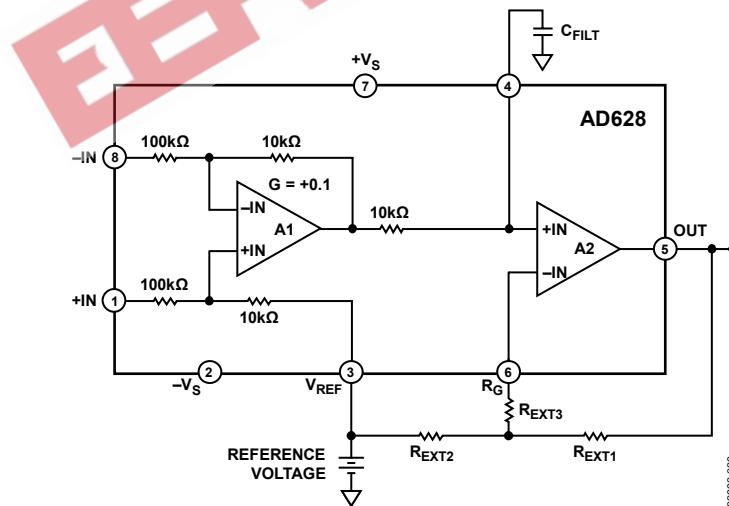 C_FILT
+V_S
7
4
AD628
–IN
8
100kΩ
10kΩ
G = +0.1
–IN
A1
+IN
10kΩ
+IN
A2
–IN
OUT
5
+IN
1
100kΩ
10kΩ
2
–V_S
3
V_REF
6
R_G
R_EXT3
REFERENCE
VOLTAGE
R_EXT2
R_EXT1